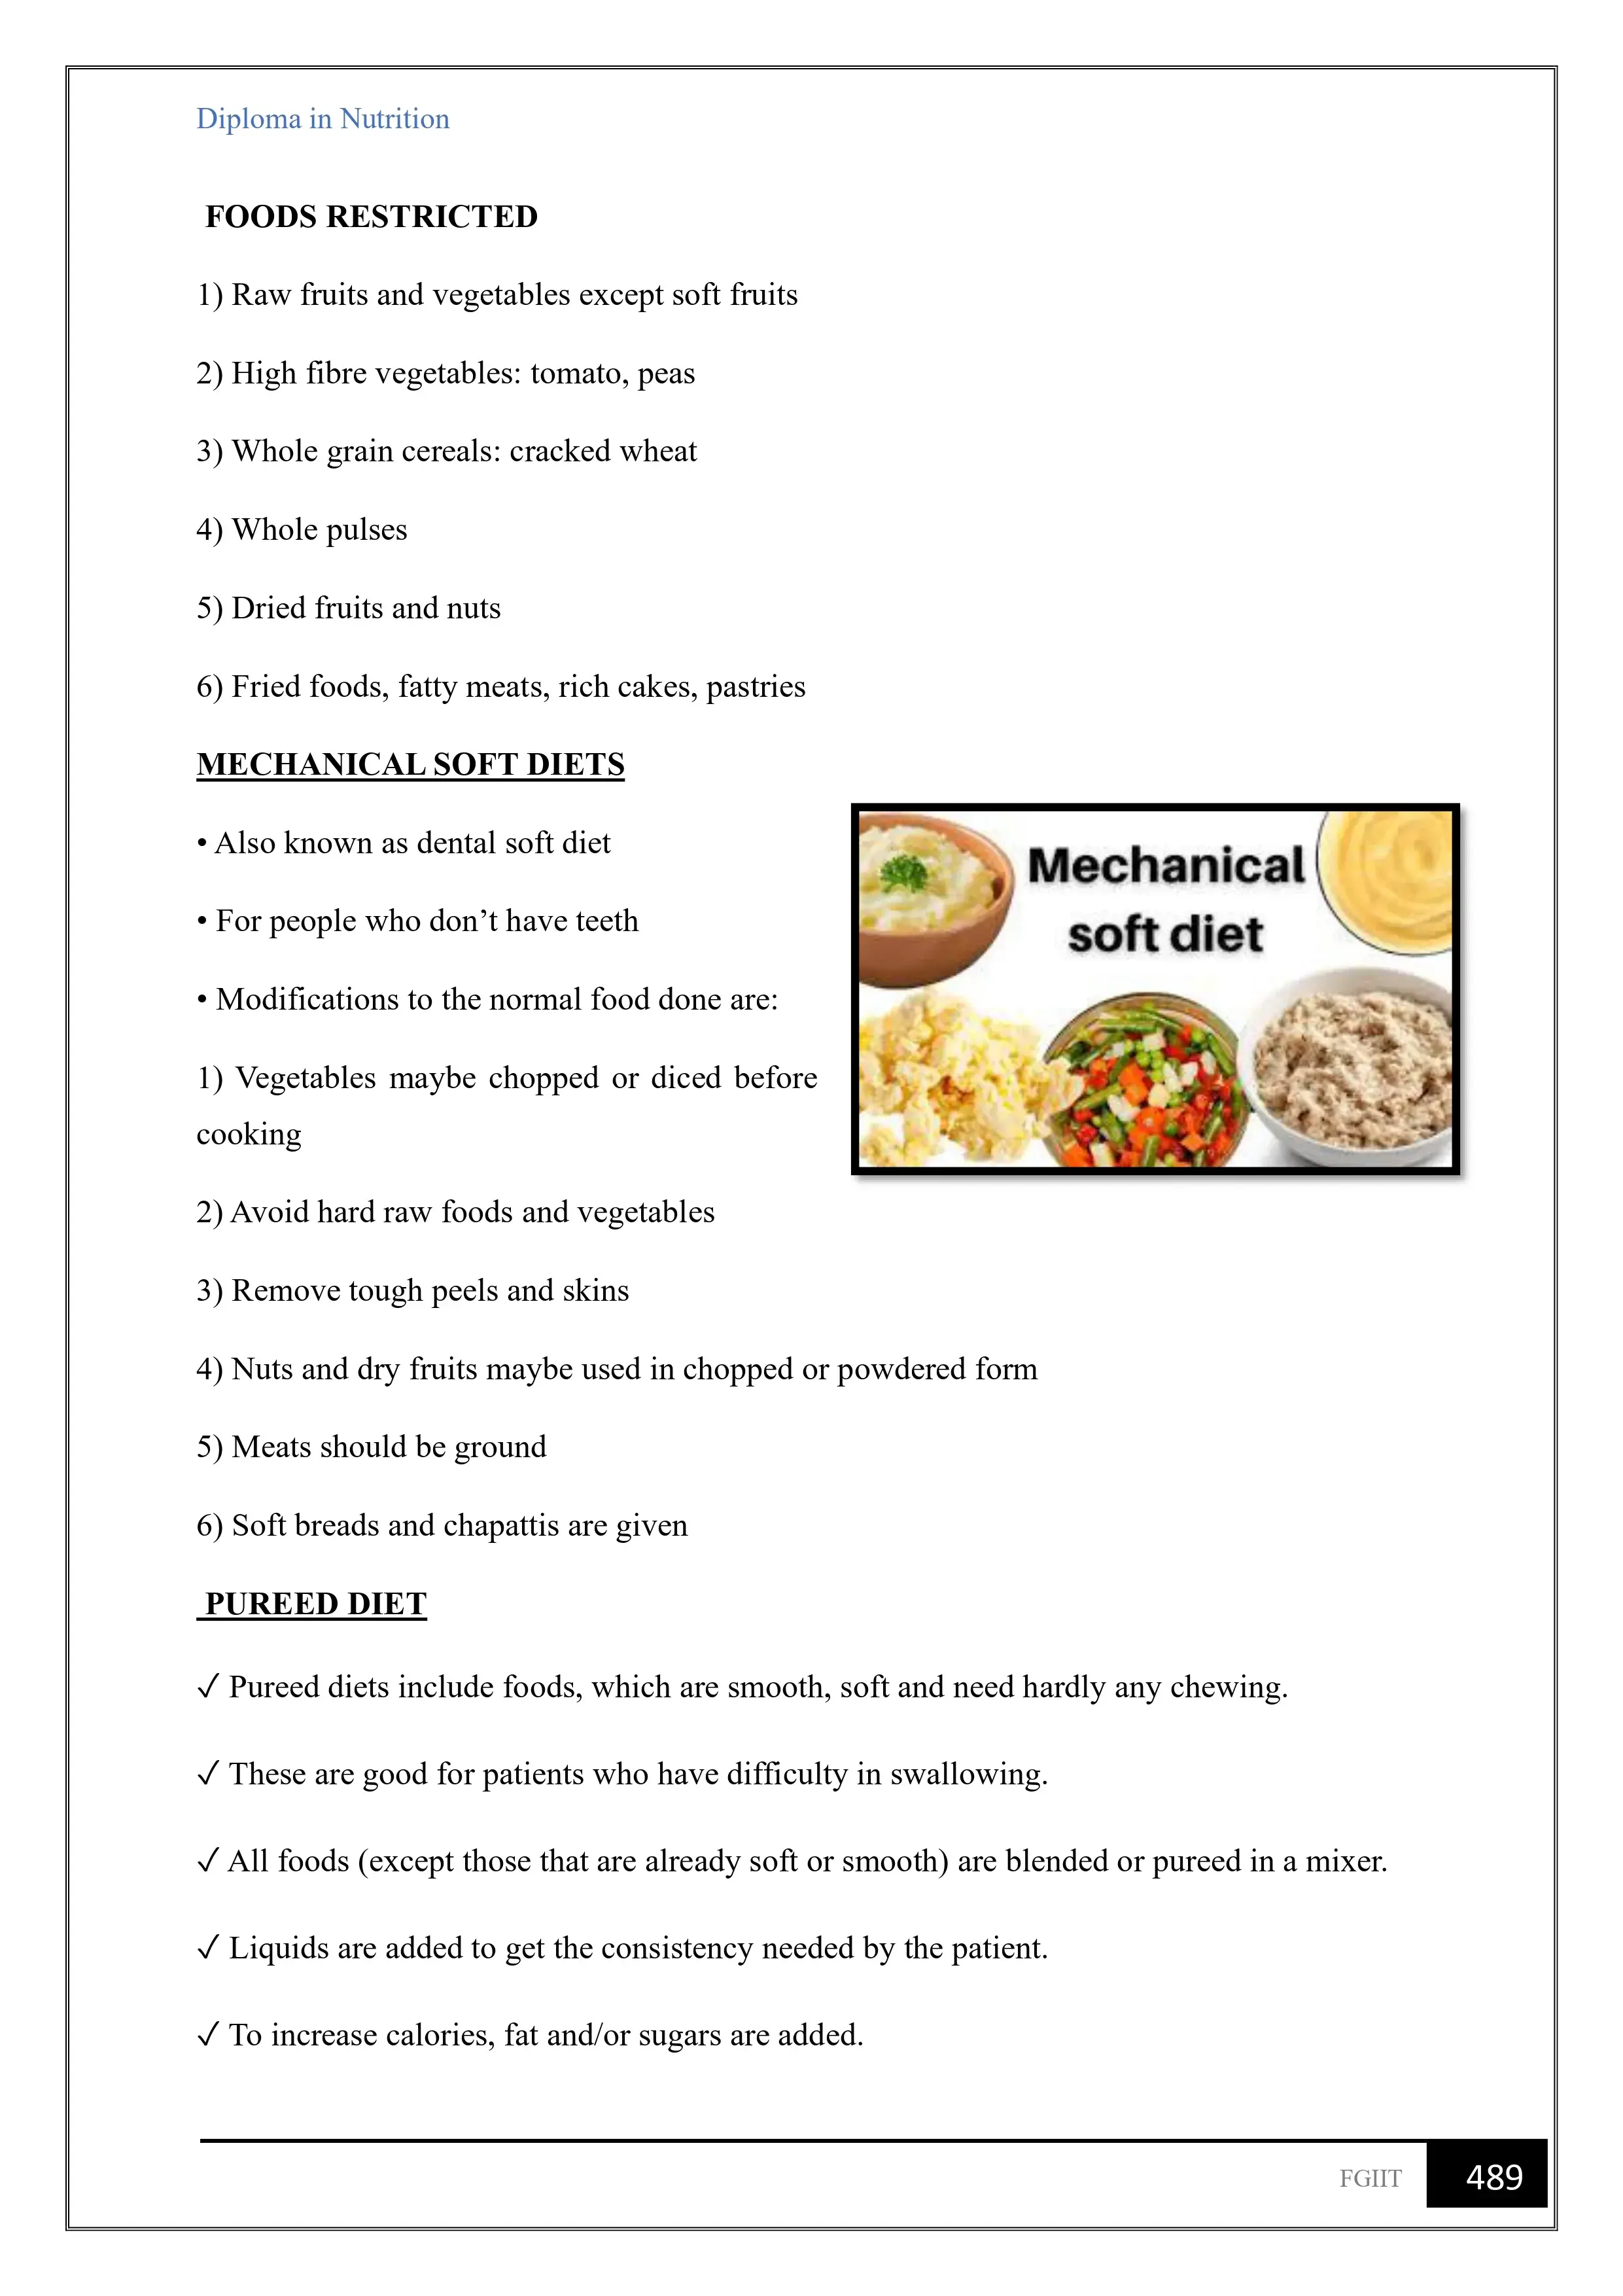 Diploma in Nutrition
FOODS RESTRICTED
1) Raw fruits and vegetables except soft fruits
2) High fibre vegetables: tomato, peas
3) Whole grain cereals: cracked wheat
4) Whole pulses
5) Dried fruits and nuts
6) Fried foods, fatty meats, rich cakes, pastries
MECHANICAL SOFT DIETS
• Also known as dental soft diet
• For people who don’t have teeth
• Modifications to the normal food done are:
1) Vegetables maybe chopped or diced before
cooking
Mechanical
soft diet
2) Avoid hard raw foods and vegetables
3) Remove tough peels and skins
4) Nuts and dry fruits maybe used in chopped or powdered form
5) Meats should be ground
6) Soft breads and chapattis are given
PUREED DIET
✓ Pureed diets include foods, which are smooth, soft and need hardly any chewing.
✓ These are good for patients who have difficulty in swallowing.
✓ All foods (except those that are already soft or smooth) are blended or pureed in a mixer.
✓ Liquids are added to get the consistency needed by the patient.
✓ To increase calories, fat and/or sugars are added.
FGIIT 489